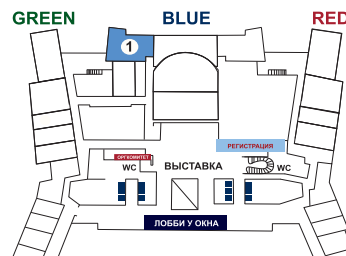 GREEN BLUE RED
1
РЕГИСТРАЦИЯ
ОРГКОМИТЕТ
WC ВЫСТАВКА WC
ЛОББИ У ОКНА